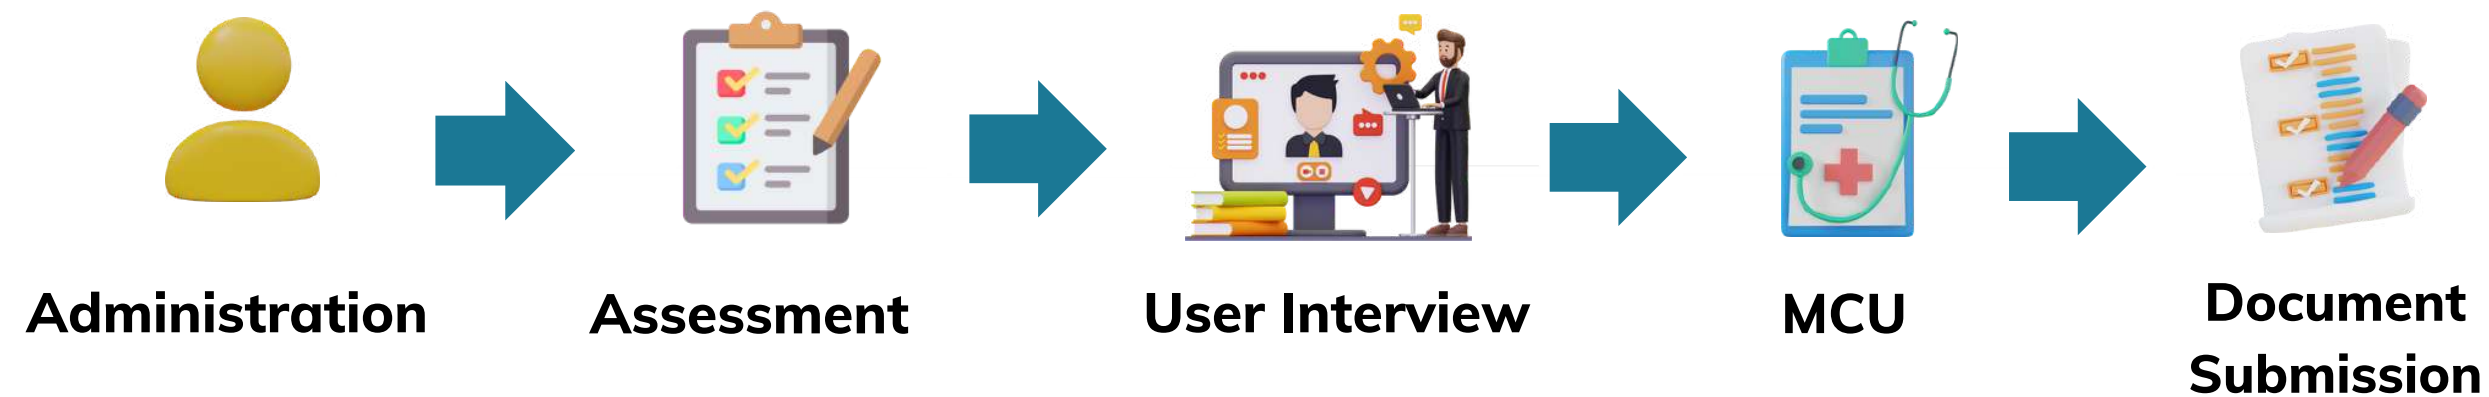 Administration
Assessment
User Interview
MCU
Document
Submission